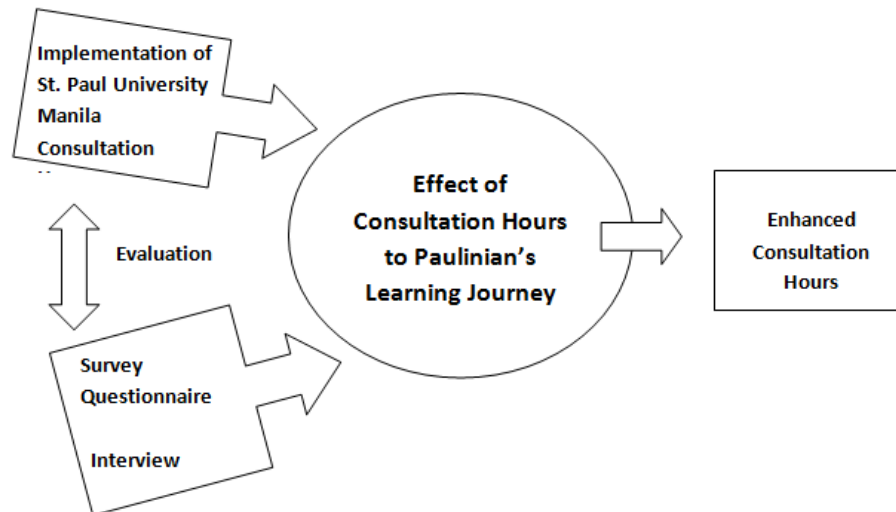 Implementation of
St. Paul University
Manila
Consultation
Evaluation
Survey
Questionnaire
Interview
Effect of
Consultation Hours
to Paulinian’s
Learning Journey
Enhanced
Consultation
Hours